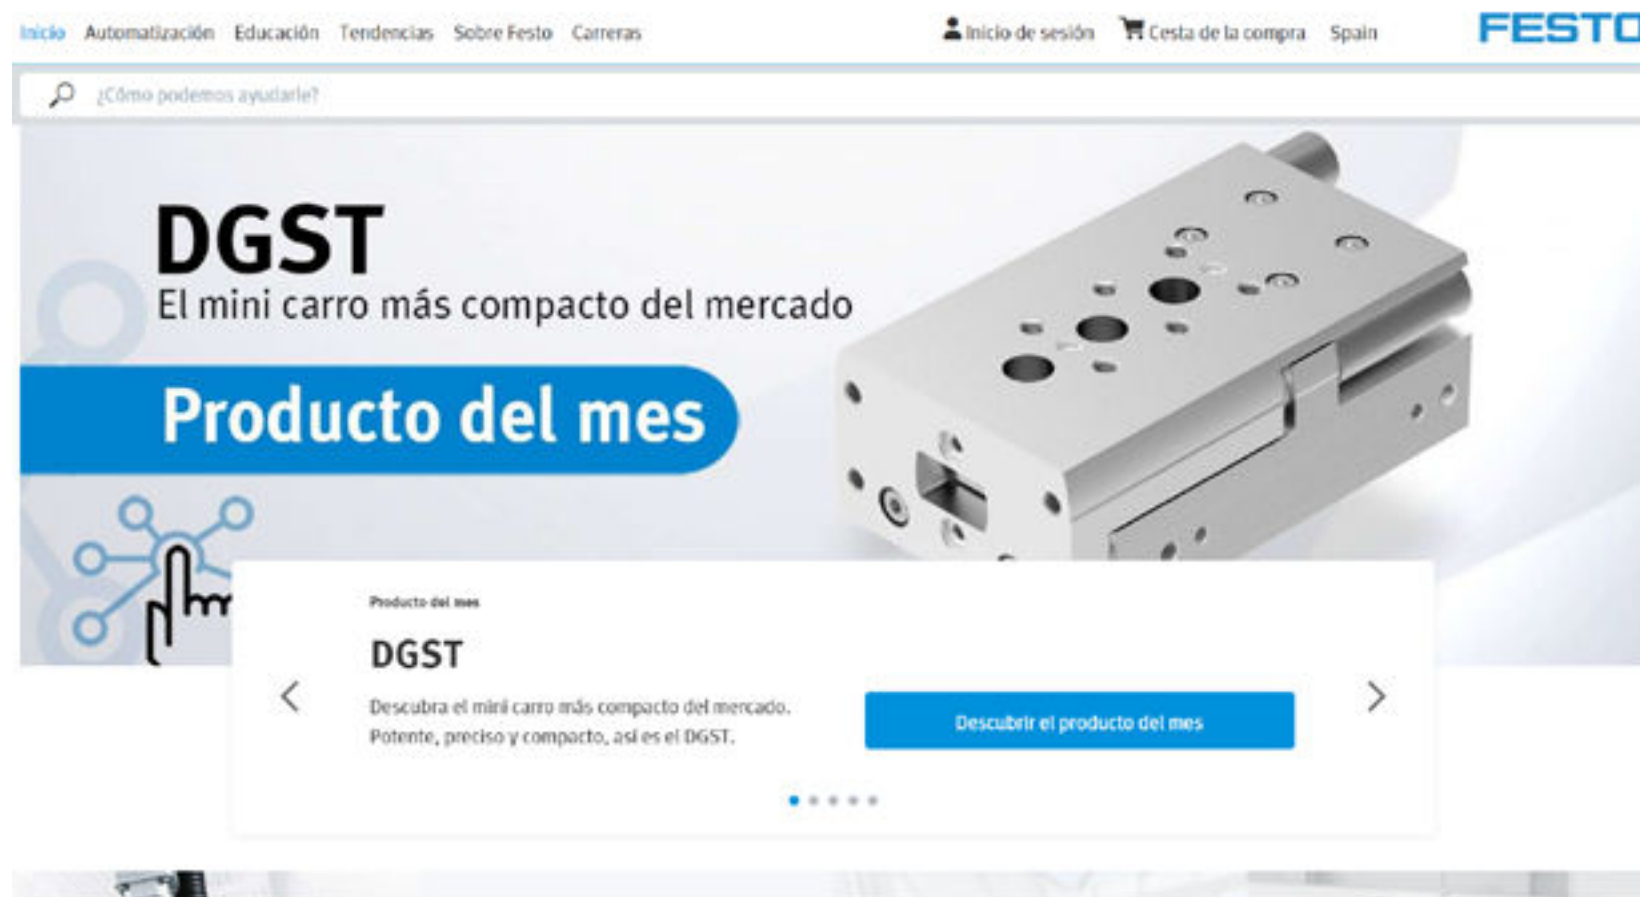 Inicio Automatización Educación Tendencias Sobre Festo Carreras Inicio de sesión Cesta de la compra Spain FESTO
¿Cómo podemos ayudarle?
DGST
El mini carro más compacto del mercado
Producto del mes
Producto del mes
DGST
Descubra el mini carro más compacto del mercado.
Potente, preciso y compacto, así es el DGST.
Descubrir el producto del mes